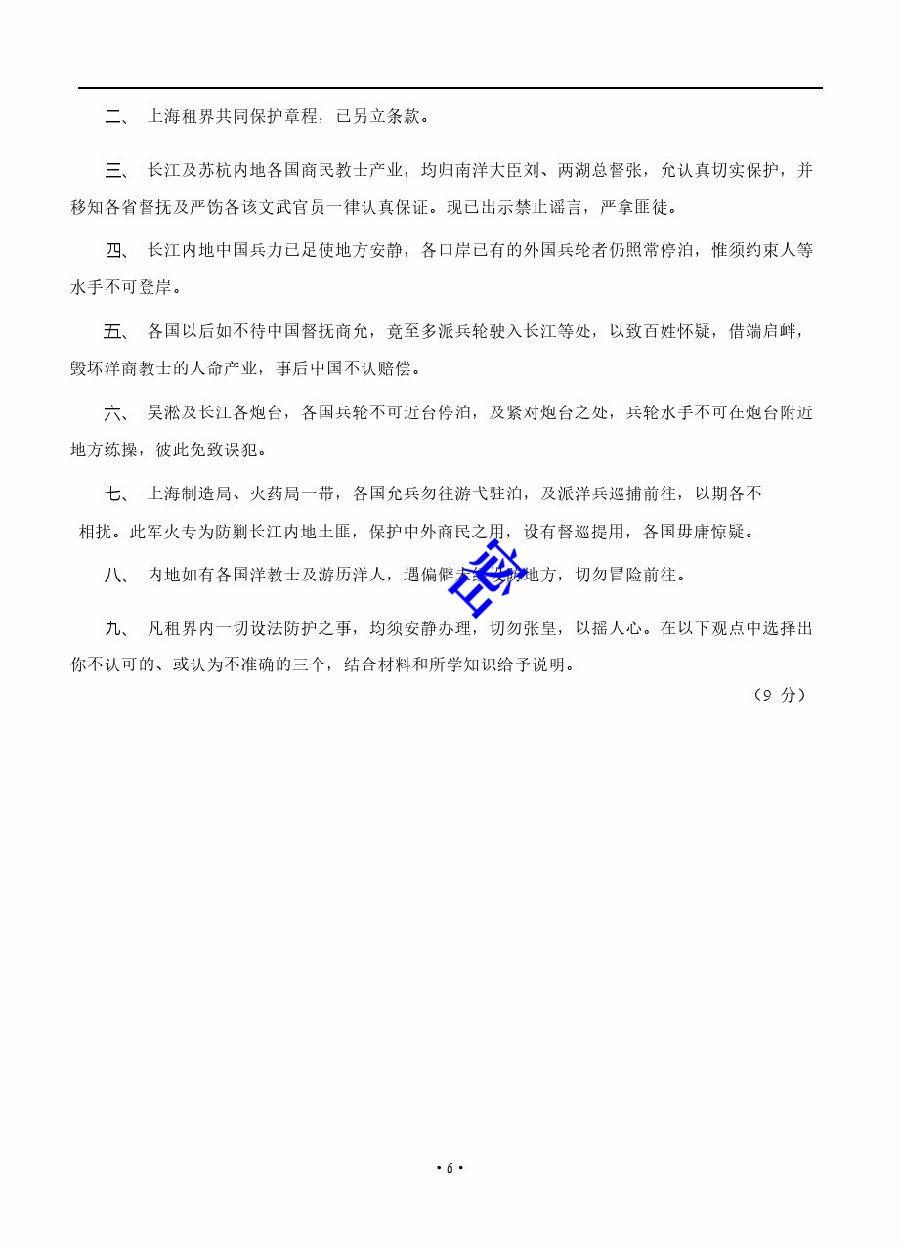 二、 上海租界共同保护章程，已另立条款。
三、 长江及苏杭内地各国商民教士产业，均归南洋大臣刘、两湖总督张，允认真切实保护，并
移知各省督抚及严饬各该文武官员一律认真保证。现已出示禁止谣言，严拿匪徒。
四、 长江内地中国兵力已足使地方安静，各口岸已有的外国兵轮者仍照常停泊，惟须约束人等
水手不可登岸。
五、 各国以后如不待中国督抚商允，竟至多派兵轮驶入长江等处，以致百姓怀疑，借端启衅，
毁坏洋商教士的人命产业，事后中国不认赔偿。
六、 吴淞及长江各炮台，各国兵轮不可近台停泊，及紧对炮台之处，兵轮水手不可在炮台附近
地方练操，彼此免致误犯。
七、 上海制造局、火药局一带，各国允兵勿往游弋驻泊，及派洋兵巡捕前往，以期各不
相扰。此军火专为防剿长江内地土匪，保护中外商民之用，设有督巡提用，各国毋庸惊疑。
八、 内地如有各国洋教士及游历洋人，遇偏僻未经设防地方，切勿冒险前往。
九、 凡租界内一切设法防护之事，均须安静办理，切勿张皇，以摇人心。在以下观点中选择出
你不认可的、或认为不准确的三个，结合材料和所学知识给予说明。
（9 分）
密
·6·